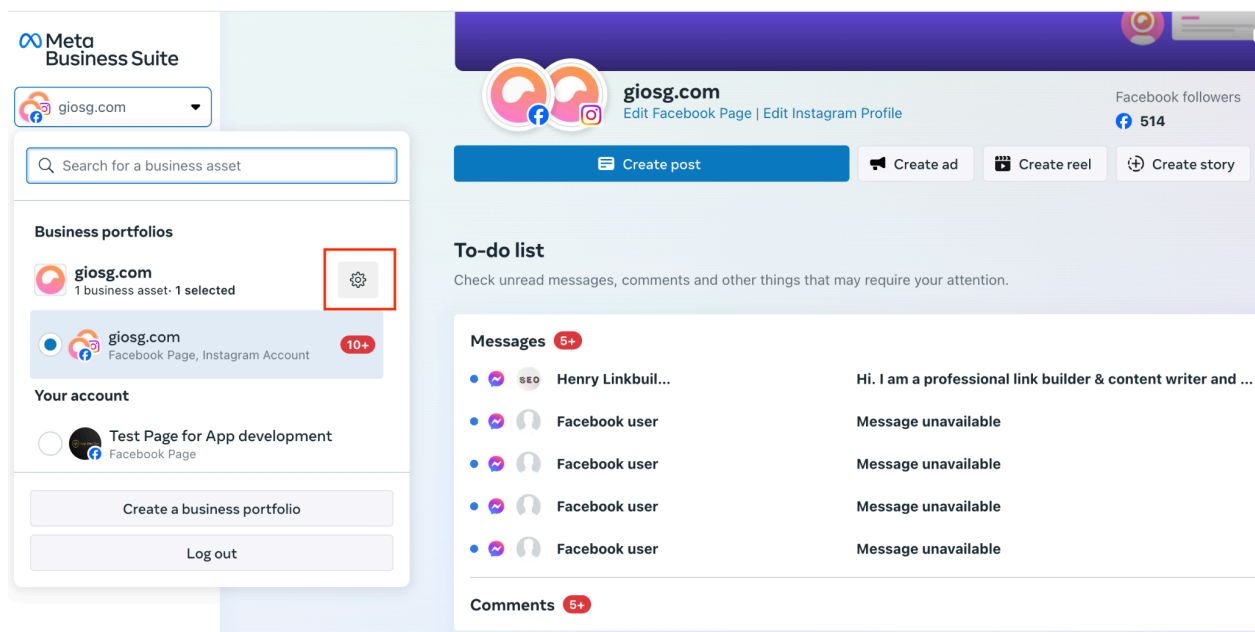 Meta
Business Suite
giosg.com
Search for a business asset
Business portfolios
giosg.com
1 business asset· 1 selected
giosg.com
Facebook Page, Instagram Account
10+
Your account
Test Page for App development
Facebook Page
Create a business portfolio
Log out
giosg.com
Edit Facebook Page | Edit Instagram Profile
Facebook followers
514
Create post
Create ad
Create reel
Create story
To-do list
Check unread messages, comments and other things that may require your attention.
Messages 5+
SEO Henry Linkbuil... Hi. I am a professional link builder & content writer and ...
Facebook user Message unavailable
Facebook user Message unavailable
Facebook user Message unavailable
Facebook user Message unavailable
Comments 5+